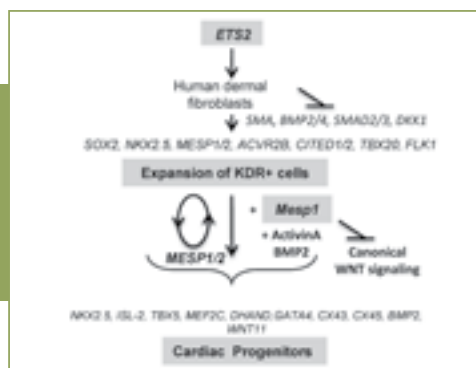 ETS2
Human dermal
fibroblasts
SMA, BMP2/4, SMAD2/3, DKK1
SOX2, NKX2.5, MESP1/2, ACVR2B, CITED1/2, TBX20, FLK1
Expansion of KDR+ cells
+ Mesp1
+ ActivinA
BMP2
MESP1/2
Canonical
WNT signaling
NKX2.5, ISL-2, TBX5, MEF2C, DHAND, GATA4, CX43, CX45, BMP2,
WNT11
Cardiac Progenitors